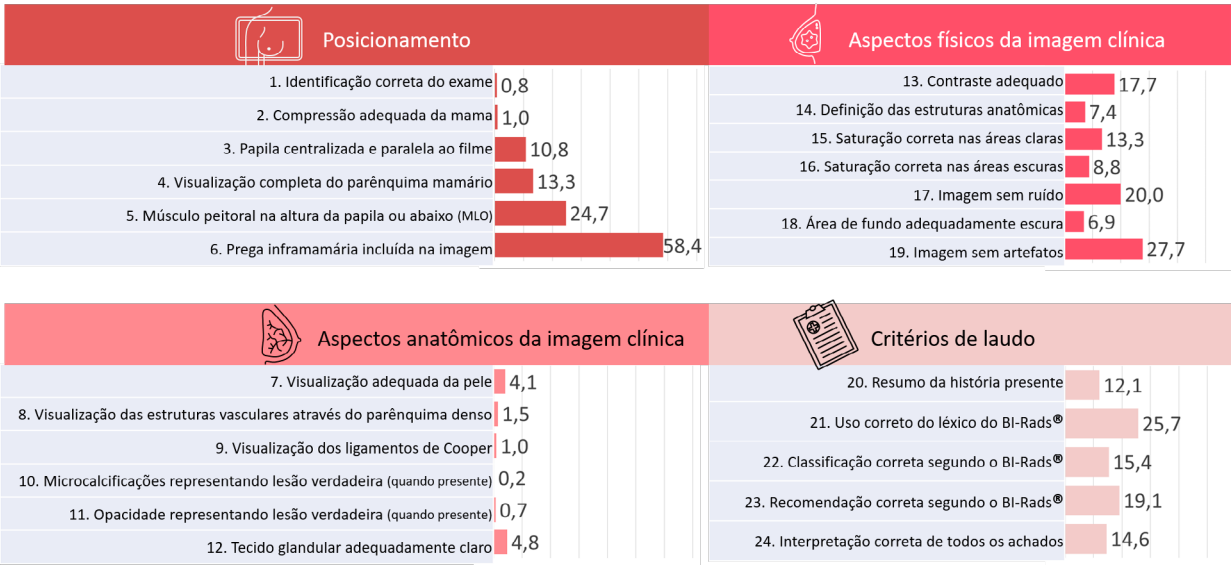 Posicionamento
1. Identificação correta do exame 0,8
2. Compressão adequada da mama 1,0
3. Papila centralizada e paralela ao filme 10,8
4. Visualização completa do parênquima mamário 13,3
5. Músculo peitoral na altura da papila ou abaixo (MLO) 24,7
6. Prega inframamária incluída na imagem 58,4
Aspectos físicos da imagem clínica
13. Contraste adequado 17,7
14. Definição das estruturas anatômicas 7,4
15. Saturação correta nas áreas claras 13,3
16. Saturação correta nas áreas escuras 8,8
17. Imagem sem ruído 20,0
18. Área de fundo adequadamente escura 6,9
19. Imagem sem artefatos 27,7
Aspectos anatômicos da imagem clínica
7. Visualização adequada da pele 4,1
8. Visualização das estruturas vasculares através do parênquima denso 1,5
9. Visualização dos ligamentos de Cooper 1,0
10. Microcalcificações representando lesão verdadeira (quando presente) 0,2
11. Opacidade representando lesão verdadeira (quando presente) 0,7
12. Tecido glandular adequadamente claro 4,8
Critérios de laudo
20. Resumo da história presente 12,1
21. Uso correto do léxico do BI-Rads® 25,7
22. Classificação correta segundo o BI-Rads® 15,4
23. Recomendação correta segundo o BI-Rads® 19,1
24. Interpretação correta de todos os achados 14,6